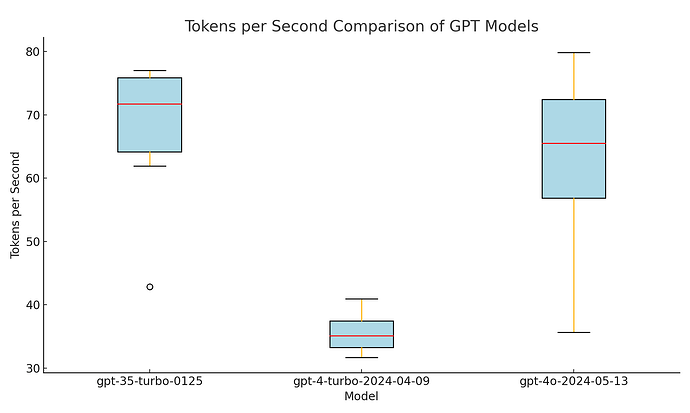 Tokens per Second Comparison of GPT Models
80
70
60
50
40
30
Tokens per Second
gpt-35-turbo-0125 gpt-4-turbo-2024-04-09 gpt-4o-2024-05-13
Model